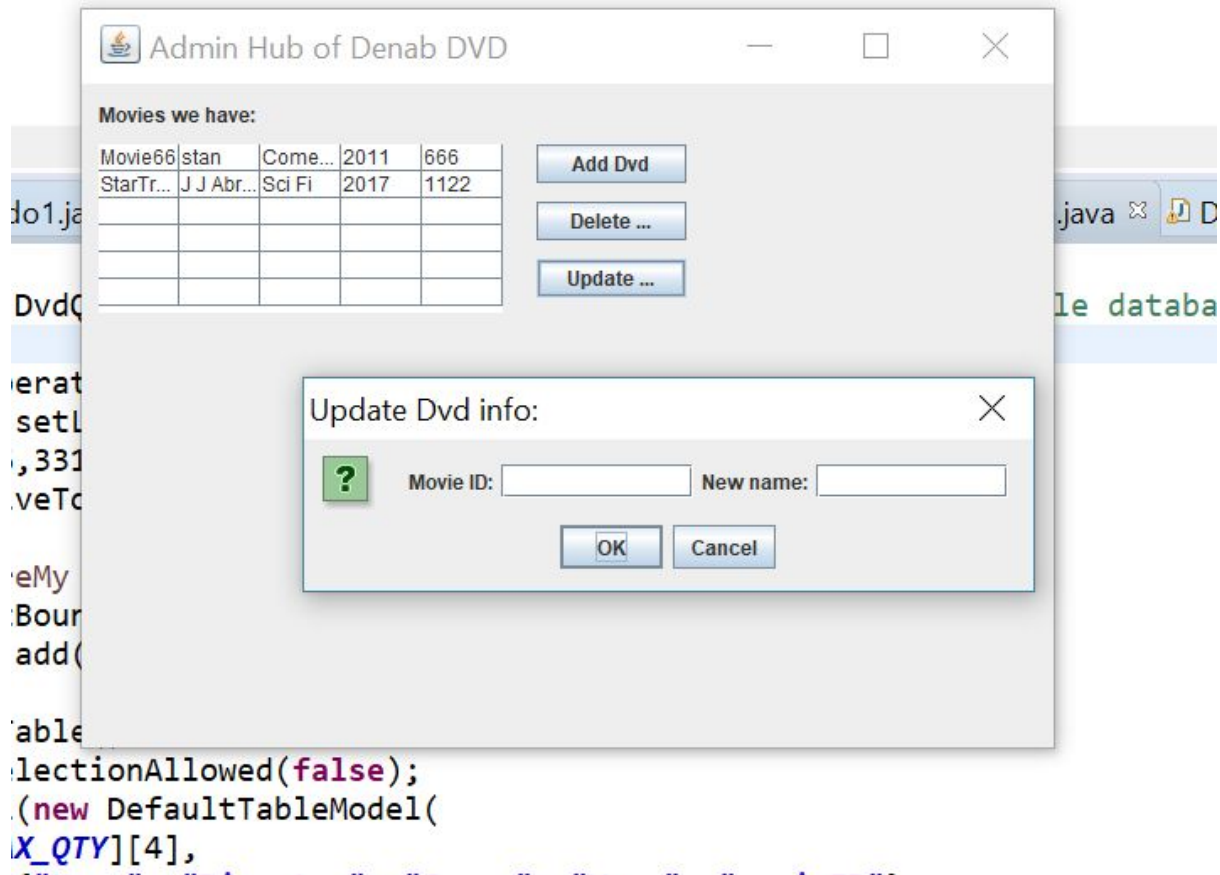 Admin Hub of Denab DVD
Movies we have:
Movie66 stan Come... 2011 666
StarTr... J J Abr... Sci Fi 2017 1122
Add Dvd
Delete ...
Update ...
Update Dvd info:
? Movie ID: New name:
OK Cancel
do1.ja .java D
DvdQ le databa
erat
setL
,331
veTo
eMy
Bour
add(
able
lectionAllowed(false);
.(new DefaultTableModel(
X_QTY][4],